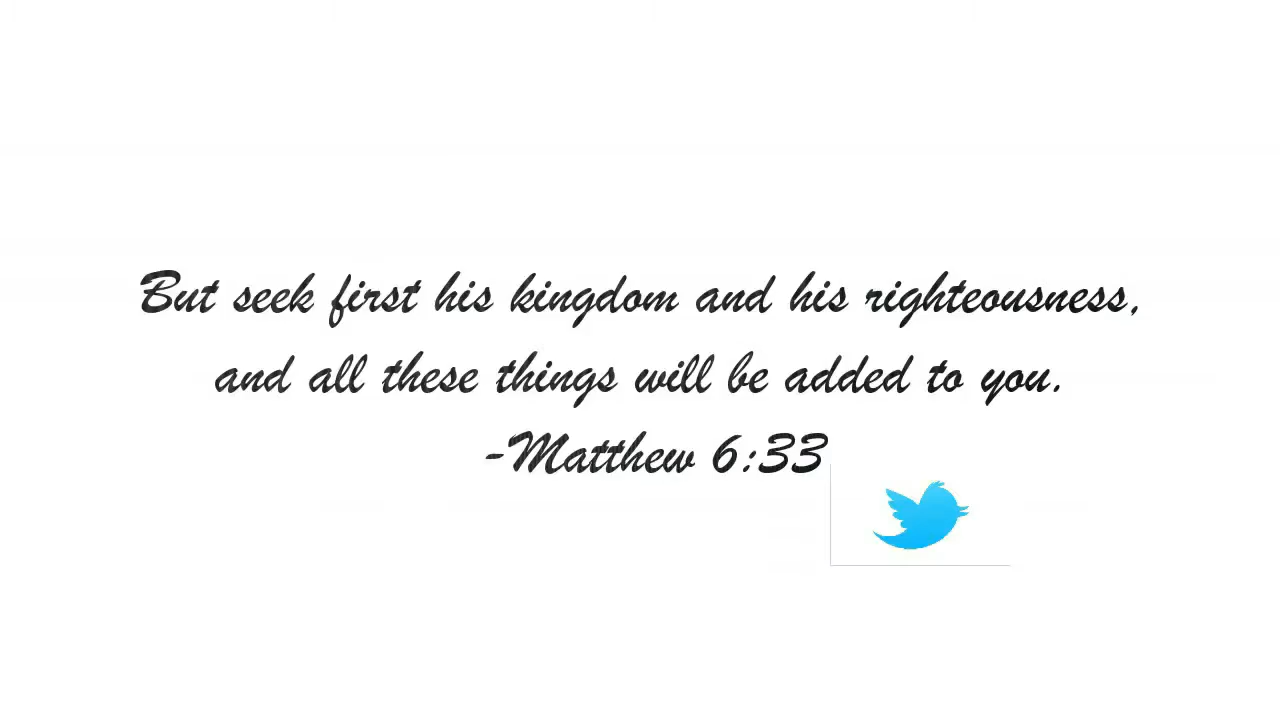 But seek first his kingdom and his righteousness,
and all these things will be added to you.
-Matthew 6:33